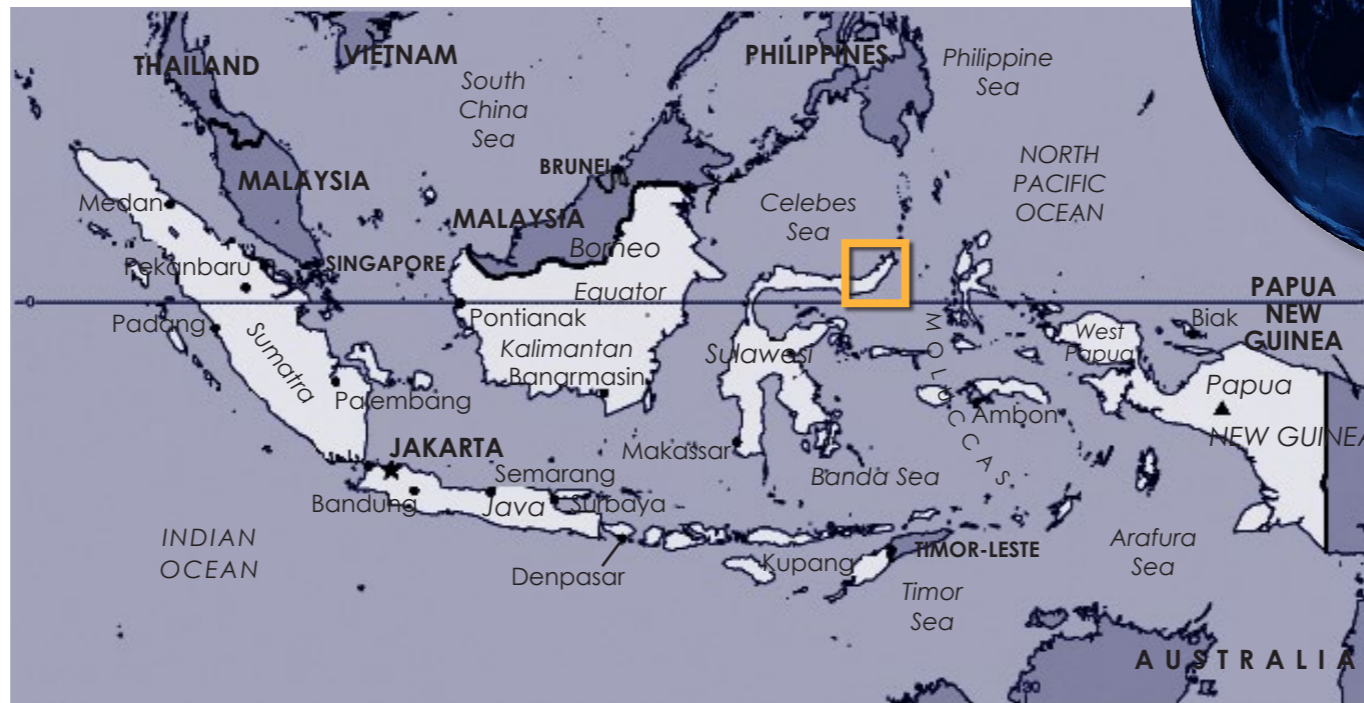 THAILAND
VIETNAM
South
China
Sea
PHILIPPINES
Philippine
Sea
NORTH
PACIFIC
OCEAN
BRUNEI
MALAYSIA
MALAYSIA
Medan
Celebes
Sea
Borneo
SINGAPORE
Pekanbaru
Equator
0
PAPUA
NEW
GUINEA
Padang
Pontianak
Sumatra
Kalimantan
Sulawesi
MOLUCCAS
West
Papua
Biak
Banarmasin
Palembang
Papua
Ambon
NEW GUINEA
JAKARTA
Makassar
Semarang
Banda Sea
Bandung
Java
Surbaya
INDIAN
OCEAN
Denpasar
Kupang
TIMOR-LESTE
Arafura
Sea
Timor
Sea
AUSTRALIA
130